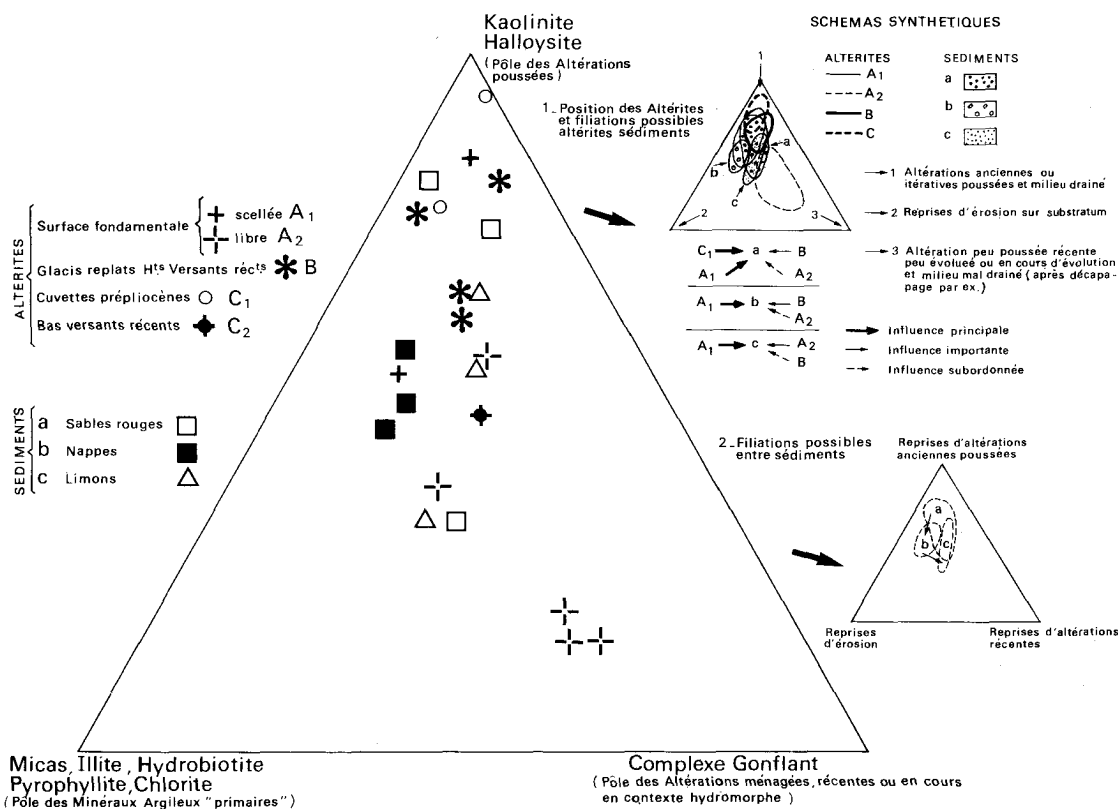 Kaolinite
Halloysite
(Pôle des Altérations
poussées)
ALTERITES
Surface fondamentale
scellée A1
libre A2
Glacis replats Hts Versants récts B
Cuvettes prépliocènes C1
Bas versants récents C2
SEDIMENTS
a Sables rouges
b Nappes
c Limons
Micas, Illite, Hydrobiotite
Pyrophyllite, Chlorite
(Pôle des Minéraux Argileux "primaires")
Complexe Gonflant
(Pôle des Altérations ménagées, récentes ou en cours
en contexte hydromorphe)
SCHEMAS SYNTHETIQUES
1_Position des Altérites
et filiations possibles
altérites sédiments
1
a
b
c
2
3
ALTERITES
A1
A2
B
C
SEDIMENTS
a
b
c
1 Altérations anciennes ou
itératives poussées et milieu drainé
2 Reprises d'érosion sur substratum
3 Altération peu poussée récente
peu évoluée ou en cours d'évolution
et milieu mal drainé (après décapa-
page par ex.)
C1 a B
A1 A2
A1 b B
A2
A1 c A2
B
Influence principale
Influence importante
Influence subordonnée
2_Filiations possibles
entre sédiments
Reprises d'altérations
anciennes poussées
a
b
c
Reprises
d'érosion
Reprises d'altérations
récentes